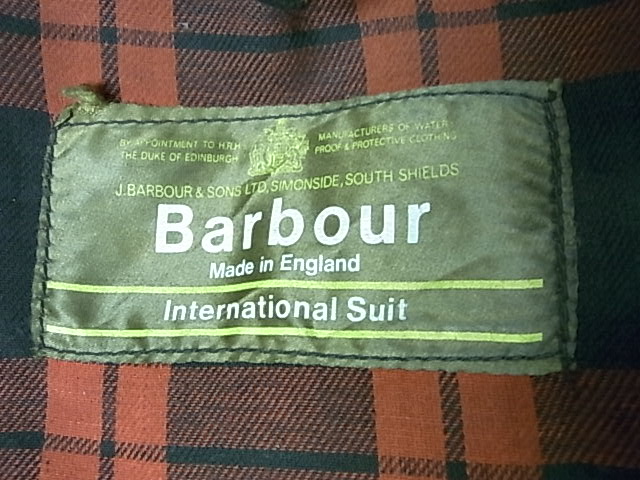 BY APPOINTMENT TO H.R.H.
THE DUKE OF EDINBURGH
MANUFACTURERS OF WATER-
PROOF & PROTECTIVE CLOTHING
J. BARBOUR & SONS LTD, SIMONSIDE, SOUTH SHIELDS
Barbour
Made in England
International Suit